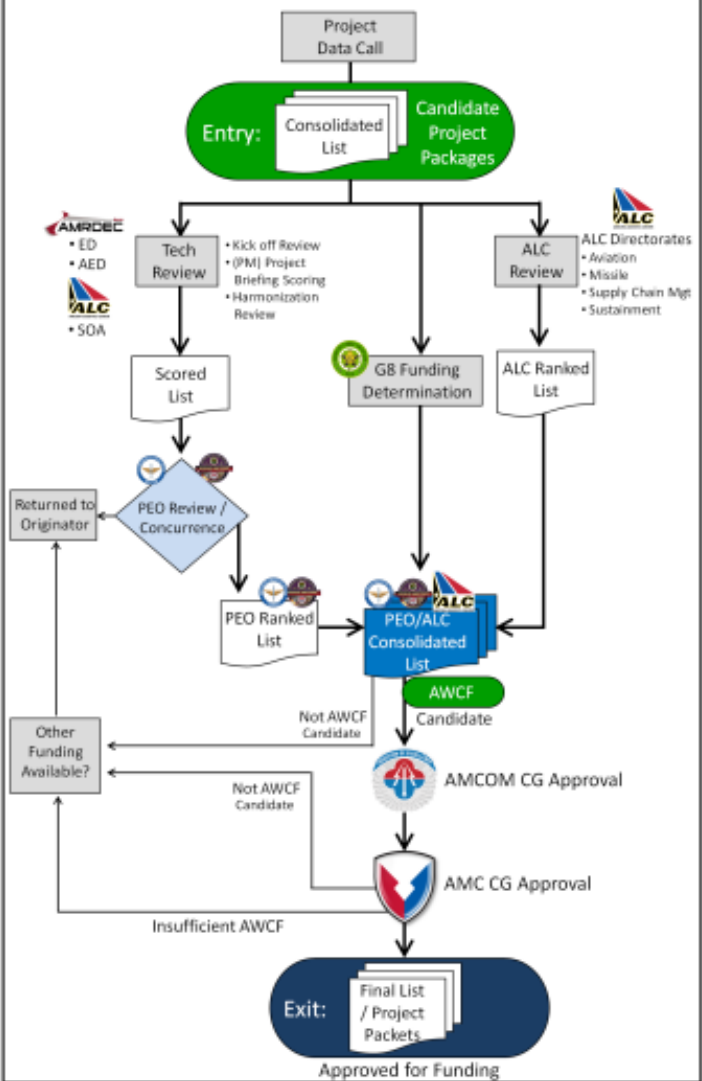 Project
Data Call
Entry:
Consolidated
List
Candidate
Project
Packages
AMRDEC
• ED
• AED
ALC
• SOA
Tech
Review
• Kick off Review
• (PM) Project
Briefing Scoring
• Harmonization
Review
ALC
Review
ALC
ALC Directorates
• Aviation
• Missile
• Supply Chain Mgt
• Sustainment
Scored
List
G8 Funding
Determination
ALC Ranked
List
Returned to
Originator
PEO Review /
Concurrence
PEO Ranked
List
ALC
PEO/ALC
Consolidated
List
AWCF
Candidate
Not AWCF
Candidate
Other
Funding
Available?
Not AWCF
Candidate
AMCOM CG Approval
AMC CG Approval
Insufficient AWCF
Exit:
Final List
/ Project
Packets
Approved for Funding